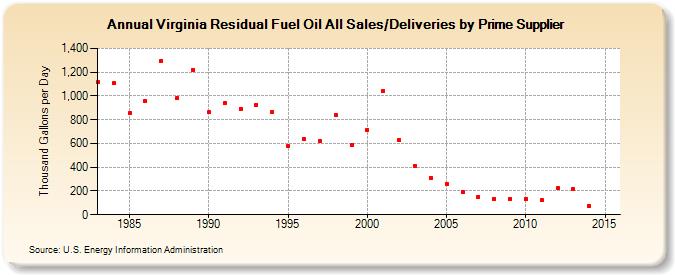 Annual Virginia Residual Fuel Oil All Sales/Deliveries by Prime Supplier
Thousand Gallons per Day
1,400
1,200
1,000
800
600
400
200
0
1985 1990 1995 2000 2005 2010 2015
Source: U.S. Energy Information Administration